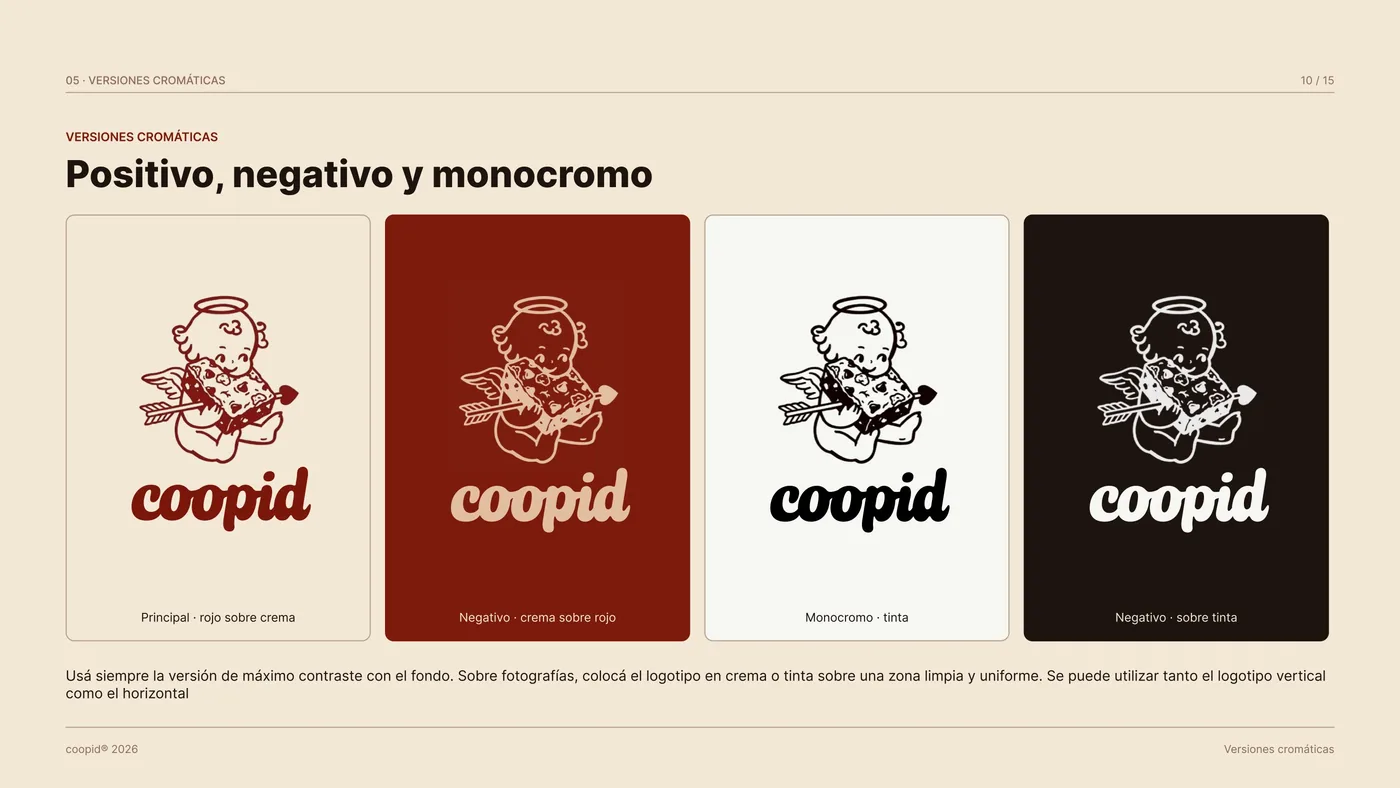 05 · VERSIONES CROMÁTICAS
10 / 15
VERSIONES CROMÁTICAS
Positivo, negativo y monocromo
coopid
coopid
coopid
coopid
Principal · rojo sobre crema
Negativo · crema sobre rojo
Monocromo · tinta
Negativo · sobre tinta
Usá siempre la versión de máximo contraste con el fondo. Sobre fotografías, colocá el logotipo en crema o tinta sobre una zona limpia y uniforme. Se puede utilizar tanto el logotipo vertical
como el horizontal
coopid® 2026
Versiones cromáticas